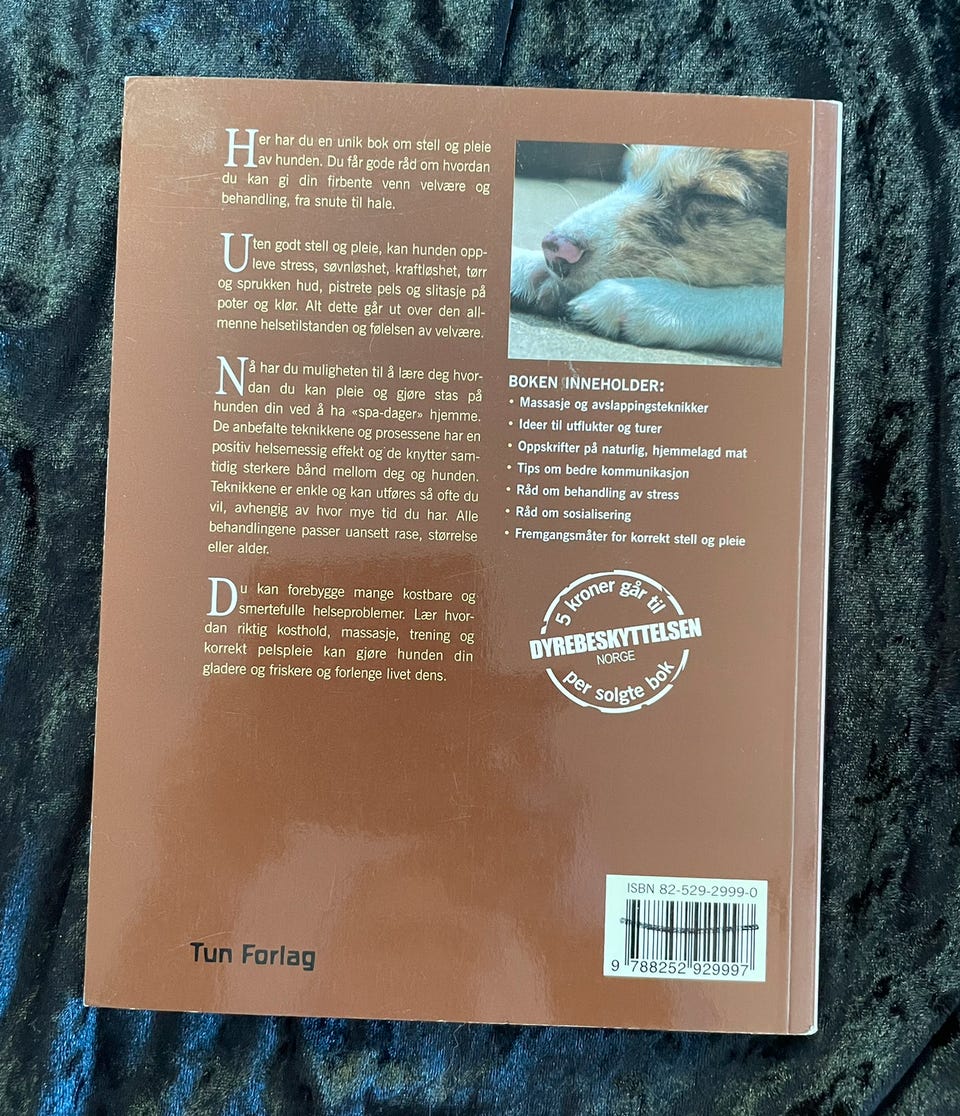 Her har du en unik bok om stell og pleie
av hunden. Du får gode råd om hvordan
du kan gi din firbente venn velvære og
behandling, fra snute til hale.
Uten godt stell og pleie, kan hunden opp-
leve stress, søvnløshet, kraftløshet, tørr
og sprukken hud, pistrete pels og slitasje på
poter og klør. Alt dette går ut over den all-
menne helsetilstanden og følelsen av velvære.
Nå har du muligheten til å lære deg hvor-
dan du kan pleie og gjøre stas på
hunden din ved å ha «spa-dager» hjemme.
De anbefalte teknikkene og prosessene har en
positiv helsemessig effekt og de knytter sam-
tidig sterkere bånd mellom deg og hunden.
Teknikkene er enkle og kan utføres så ofte du
vil, avhengig av hvor mye tid du har. Alle
behandlingene passer uansett rase, størrelse
eller alder.
Du kan forebygge mange kostbare og
smertefulle helseproblemer. Lær hvor-
dan riktig kosthold, massasje, trening og
korrekt pelspleie kan gjøre hunden din
gladere og friskere og forlenge livet dens.
BOKEN INNEHOLDER:
• Massasje og avslappingsteknikker
• Ideer til utflukter og turer
• Oppskrifter på naturlig, hjemmelagd mat
• Tips om bedre kommunikasjon
• Råd om behandling av stress
• Råd om sosialisering
• Fremgangsmåter for korrekt stell og pleie
5 kroner går til
DYREBESKYTTELSEN
NORGE
per solgte bok
Tun Forlag
ISBN 82-529-2999-0
9 788252 929997